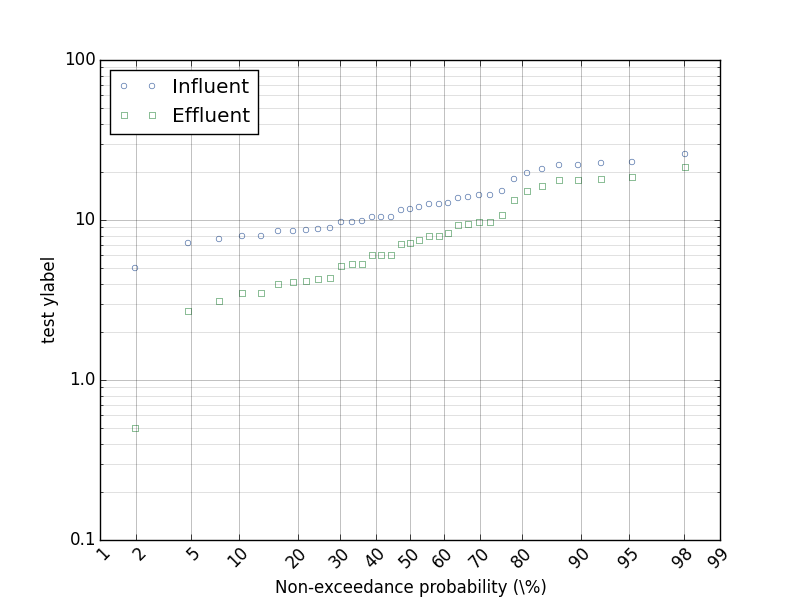 100
Influent
Effluent
10
test ylabel
1.0
0.1
1 2 5 10 20 30 40 50 60 70 80 90 95 98 99
Non-exceedance probability (\%)